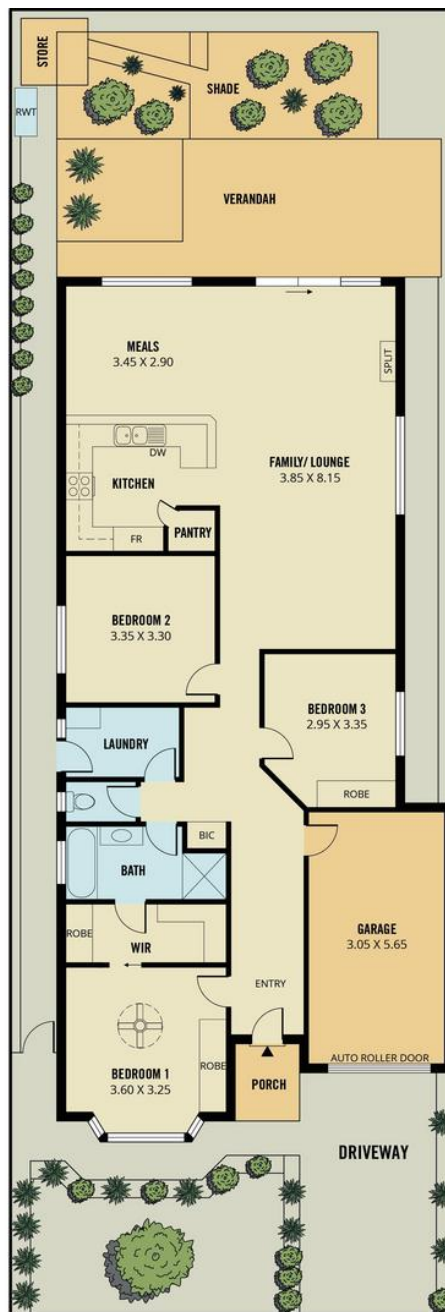 STORE
RWT
SHADE
VERANDAH
MEALS
3.45 X 2.90
SPLIT
DW
KITCHEN
FAMILY/ LOUNGE
3.85 X 8.15
FR
PANTRY
BEDROOM 2
3.35 X 3.30
BEDROOM 3
2.95 X 3.35
LAUNDRY
ROBE
BIC
BATH
GARAGE
3.05 X 5.65
ROBE
WIR
ENTRY
BEDROOM 1
3.60 X 3.25
ROBE
AUTO ROLLER DOOR
PORCH
DRIVEWAY